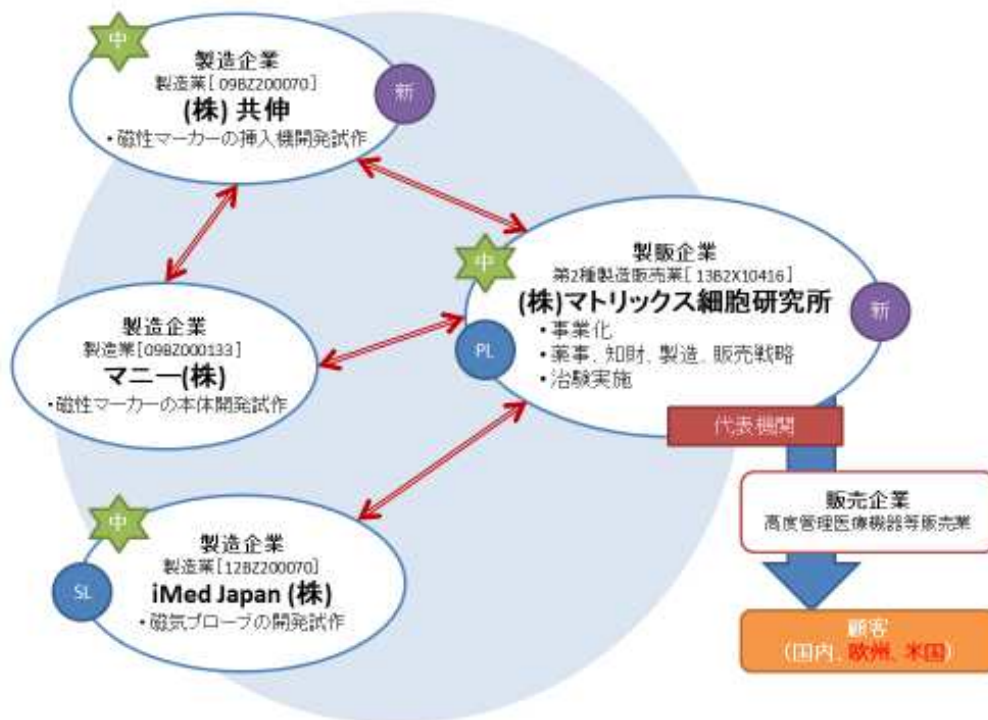 中
製造企業
製造業[09BZ200070]
(株)共伸
・磁性マーカーの挿入機開発試作
新
中
製販企業
第2種製造販売業[13B2X10416]
(株)マトリックス細胞研究所
・事業化
・薬事、知財、製造、販売戦略
・治験実施
PL
新
代表機関
製造企業
製造業[09BZ000133]
マニー(株)
・磁性マーカーの本体開発試作
中
製造企業
製造業[12BZ200070]
iMed Japan (株)
・磁気プローブの開発試作
SL
販売企業
高度管理医療機器等販売業
顧客
(国内、欧州、米国)